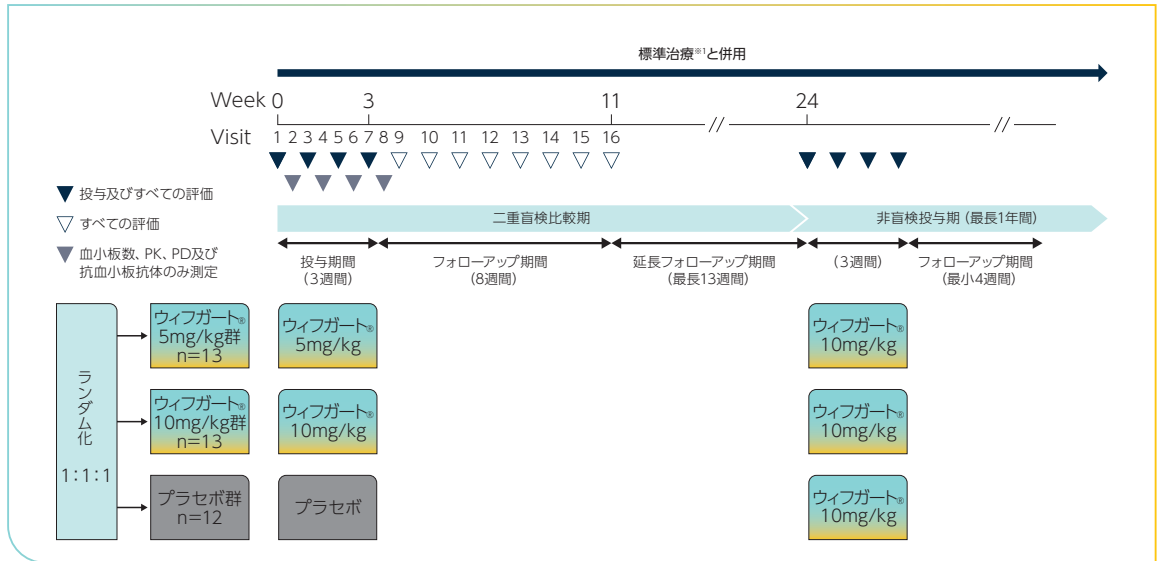 標準治療※1と併用
Week 0 3 11 24
Visit
1 2 3 4 5 6 7 8 9 10 11 12 13 14 15 16
投与及びすべての評価
すべての評価
血小板数、PK、PD及び
抗血小板抗体のみ測定
二重盲検比較期
非盲検投与期(最長1年間)
投与期間
(3週間)
フォローアップ期間
(8週間)
延長フォローアップ期間
(最長13週間)
(3週間)
フォローアップ期間
(最小4週間)
ランダム化
1:1:1
ウィフガート®
5mg/kg群
n=13
ウィフガート®
5mg/kg
ウィフガート®
10mg/kg
ウィフガート®
10mg/kg群
n=13
ウィフガート®
10mg/kg
ウィフガート®
10mg/kg
プラセボ群
n=12
プラセボ
ウィフガート®
10mg/kg